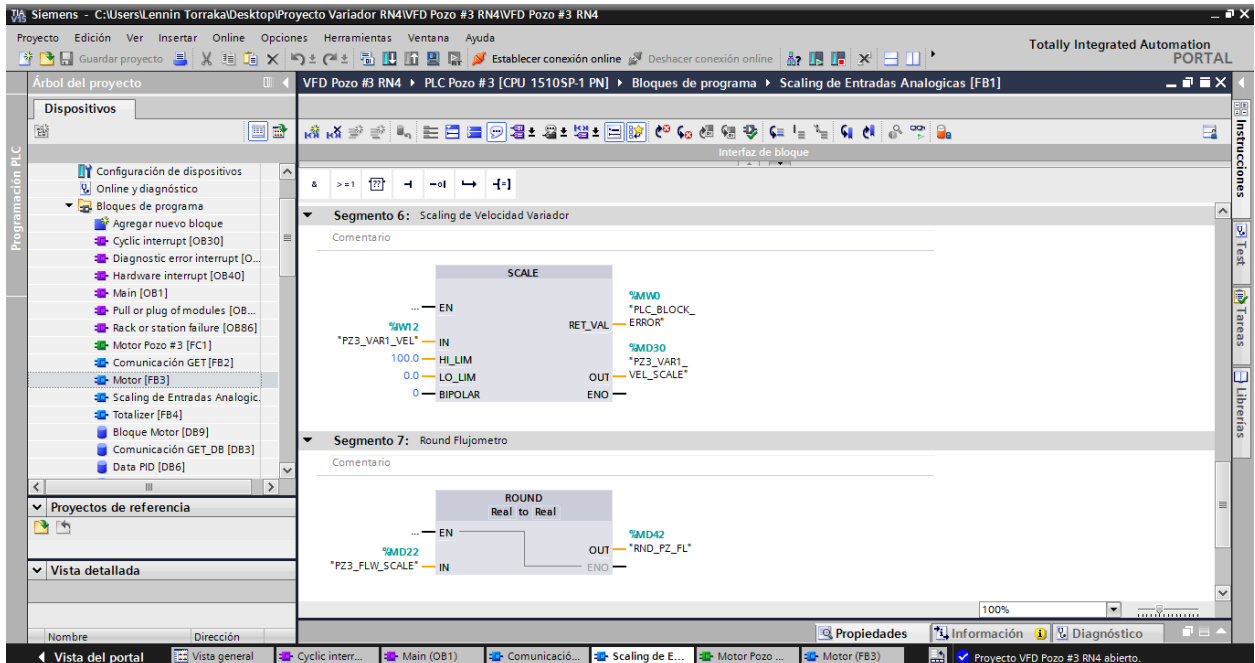 Siemens - C:\Users\Lennin Torraka\Desktop\Proyecto Variador RN4\VFD Pozo #3 RN4\VFD Pozo #3 RN4
Proyecto Edición Ver Insertar Online Opciones Herramientas Ventana Ayuda
Totally Integrated Automation
PORTAL
Guardar proyecto
Establecer conexión online
Deshacer conexión online
Árbol del proyecto
VFD Pozo #3 RN4 PLC Pozo #3 [CPU 1510SP-1 PN] Bloques de programa Scaling de Entradas Analogicas [FB1]
Dispositivos
Programación PLC
Configuración de dispositivos
Online y diagnóstico
Bloques de programa
Agregar nuevo bloque
Cyclic interrupt [OB30]
Diagnostic error interrupt [O...
Hardware interrupt [OB40]
Main [OB1]
Pull or plug of modules [OB...
Rack or station failure [OB86]
Motor Pozo #3 [FC1]
Comunicación GET [FB2]
Motor [FB3]
Scaling de Entradas Analogic.
Totalizer [FB4]
Bloque Motor [DB9]
Comunicación GET_DB [DB3]
Data PID [DB6]
Proyectos de referencia
Vista detallada
Nombre Dirección
Interfaz de bloque
& >=1 ?? -| -o| -[=]
Segmento 6: Scaling de Velocidad Variador
Comentario
SCALE
... EN
%IW12
"PZ3_VAR1_VEL" IN
100.0 HI_LIM
0.0 LO_LIM
0 BIPOLAR
RET_VAL
%MW0
"PLC_BLOCK_
ERROR"
OUT
%MD30
"PZ3_VAR1_
VEL_SCALE"
ENO
Segmento 7: Round Flujometro
Comentario
ROUND
Real to Real
... EN
%MD22
"PZ3_FLW_SCALE" IN
OUT
%MD42
"RND_PZ_FL"
ENO
100%
Propiedades
Información
Diagnóstico
Instrucciones
Test
Tareas
Librerías
Vista del portal
Vista general
Cyclic interr...
Main (OB1)
Comunicació...
Scaling de E...
Motor Pozo ...
Motor (FB3)
Proyecto VFD Pozo #3 RN4 abierto.